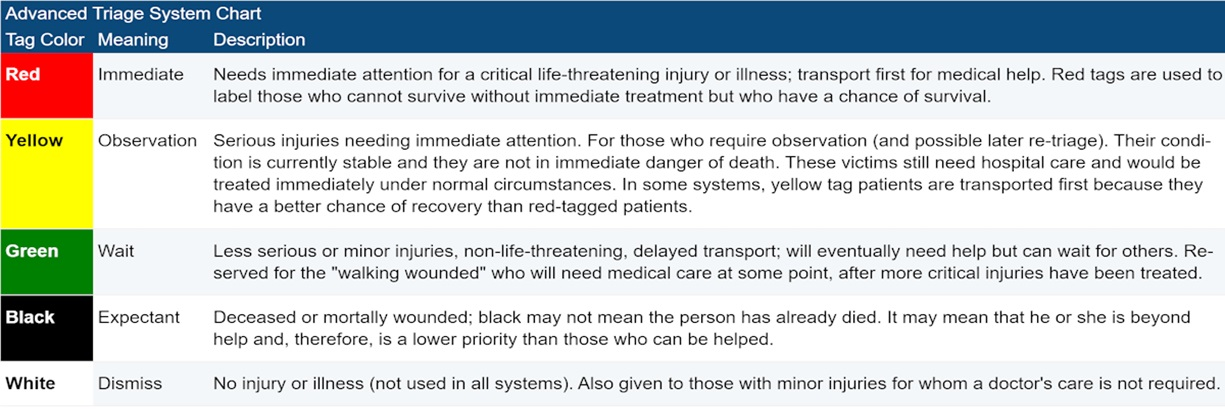 Advanced Triage System Chart
Tag Color Meaning Description
Red Immediate Needs immediate attention for a critical life-threatening injury or illness; transport first for medical help. Red tags are used to
label those who cannot survive without immediate treatment but who have a chance of survival.
Yellow Observation Serious injuries needing immediate attention. For those who require observation (and possible later re-triage). Their condi-
tion is currently stable and they are not in immediate danger of death. These victims still need hospital care and would be
treated immediately under normal circumstances. In some systems, yellow tag patients are transported first because they
have a better chance of recovery than red-tagged patients.
Green Wait Less serious or minor injuries, non-life-threatening, delayed transport; will eventually need help but can wait for others. Re-
served for the "walking wounded" who will need medical care at some point, after more critical injuries have been treated.
Black Expectant Deceased or mortally wounded; black may not mean the person has already died. It may mean that he or she is beyond
help and, therefore, is a lower priority than those who can be helped.
White Dismiss No injury or illness (not used in all systems). Also given to those with minor injuries for whom a doctor's care is not required.